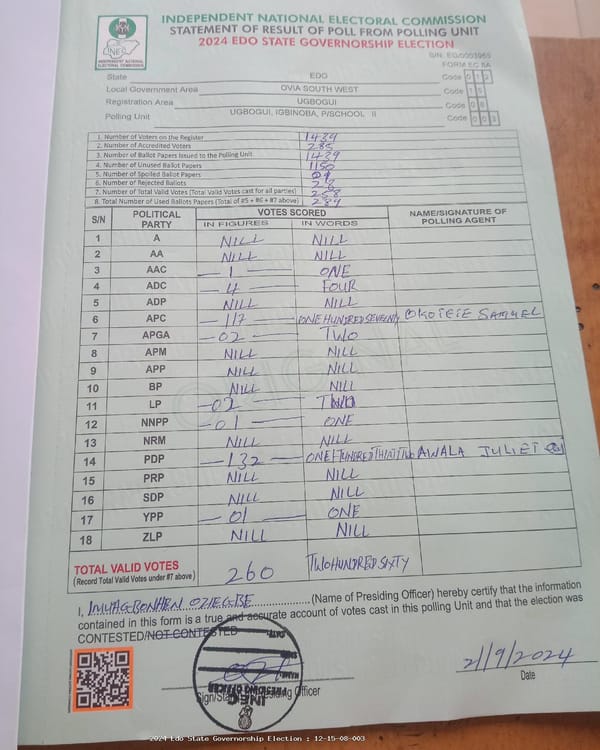 INDEPENDENT NATIONAL ELECTORAL COMMISSION
STATEMENT OF RESULT OF POLL FROM POLLING UNIT
2024 EDO STATE GOVERNORSHIP ELECTION
INEC
INDEPENDENT NATIONAL ELECTORAL COMMISSION
FORM EC 8A
State EDO Code 012
Local Government Area OVIA SOUTH WEST Code
Registration Area UGBOGUI Code
Polling Unit UGBOGUI, IGBINOBA, P/SCHOOL II Code 003
1. Number of Voters on the Register 1439
2. Number of Accredited Voters 285
3. Number of Ballot Papers Issued to the Polling Unit 1439
4. Number of Unused Ballot Papers 1150
5. Number of Spoiled Ballot Papers
6. Number of Rejected Ballots
7. Number of Total Valid Votes (Total Valid Votes cast for all parties) 258
8. Total Number of Used Ballots Papers (Total of #5 + #6 + #7 above) 289
S/N POLITICAL PARTY VOTES SCORED NAME/SIGNATURE OF POLLING AGENT
IN FIGURES IN WORDS
1 A NILL NILL
2 AA NILL NILL
3 AAC 1 ONE
4 ADC 4 FOUR
5 ADP NILL NILL
6 APC 117 ONE HUNDRED SEVENTY OKOTETE SAMUEL
7 APGA 02 TWO
8 APM NILL NILL
9 APP NILL NILL
10 BP NILL NILL
11 LP 02 TWO
12 NNPP 01 ONE
13 NRM NILL NILL
14 PDP 132 ONE HUNDRED THIATITWO AWALA JULIET
15 PRP NILL NILL
16 SDP NILL NILL
17 YPP 01 ONE
18 ZLP NILL NILL
TOTAL VALID VOTES 260 TWO HUNDRED SIXTY
(Record Total Valid Votes under #7 above)
I, IMUAGBONHEN OZIEGBE (Name of Presiding Officer) hereby certify that the information
contained in this form is a true and accurate account of votes cast in this polling Unit and that the election was
CONTESTED/NOT CONTESTED
DATE
SIGN
NAME
PRESIDING OFFICER
INEC
Sign/Stamp of Presiding Officer
21/9/2024
Date
2024 Edo State Governorship Election : 12-15-08-003